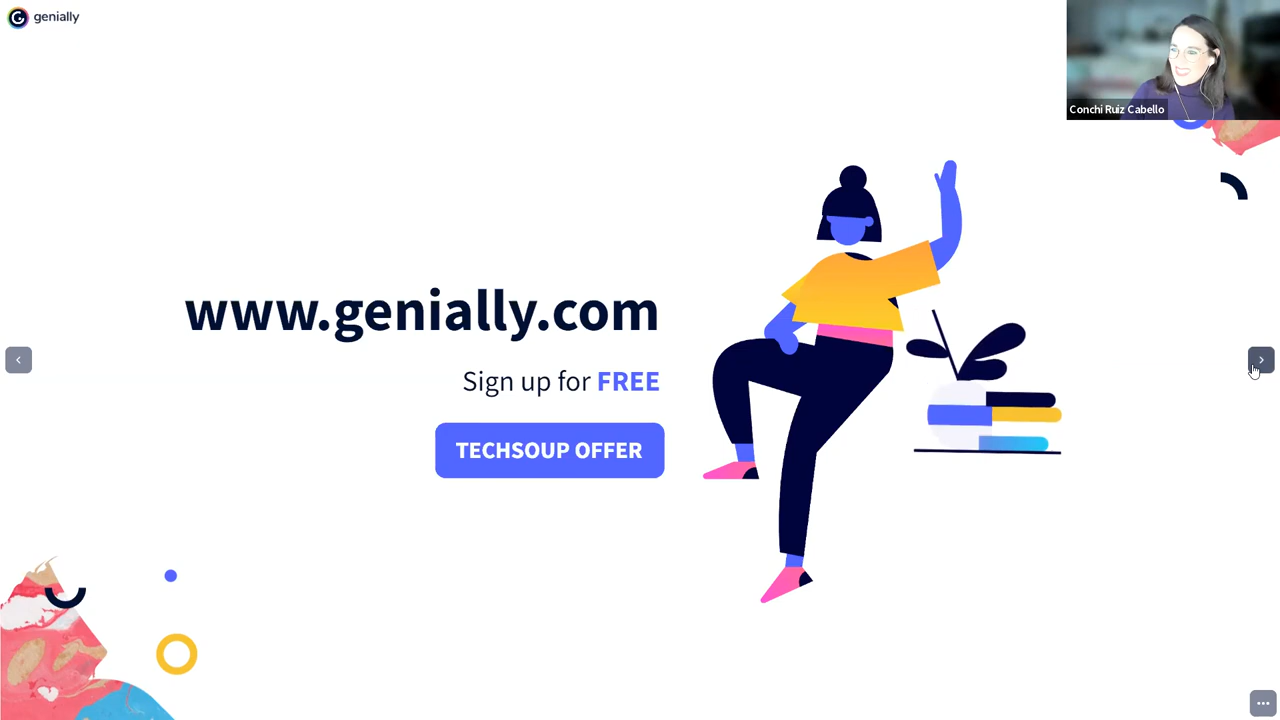 genially
Conchi Ruiz Cabello
www.genially.com
Sign up for FREE
TECHSOUP OFFER